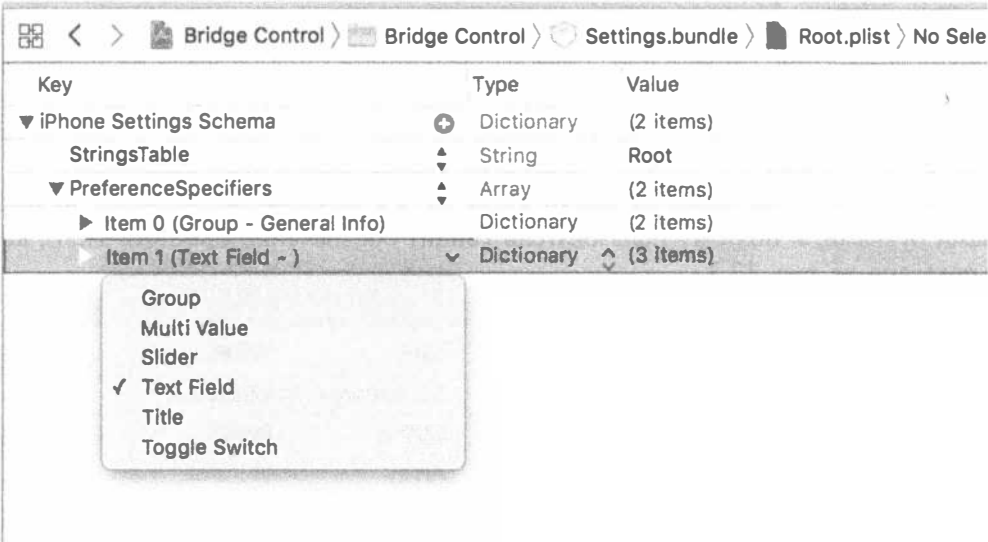 Bridge Control 〉 Bridge Control 〉 Settings.bundle 〉 Root.plist 〉 No Sele
Key Type Value
▼ iPhone Settings Schema Dictionary (2 items)
StringsTable String Root
▼ PreferenceSpecifiers Array (2 items)
▶ Item 0 (Group - General Info) Dictionary (2 items)
▶ Item 1 (Text Field - ) Dictionary (3 items)
Group
Multi Value
Slider
✓ Text Field
Title
Toggle Switch